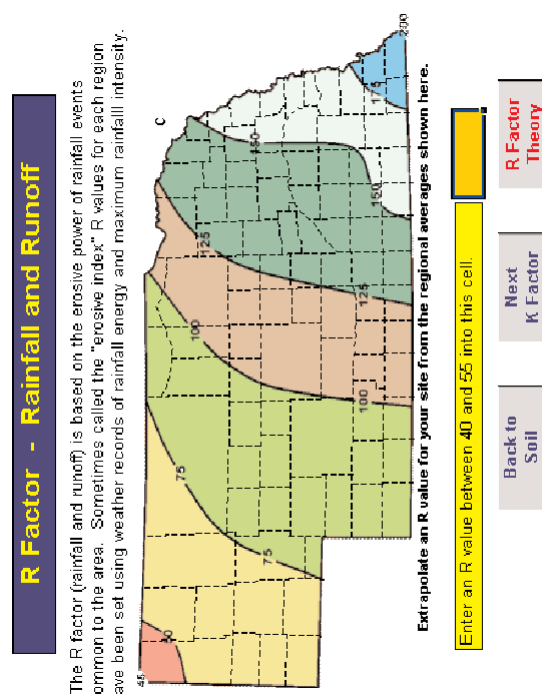 R Factor - Rainfall and Runoff
The R factor (rainfall and runoff) is based on the erosive power of rainfall events c
ommon to the area. Sometimes called the "erosive index" R values for each region
ave been set using weather records of rainfall energy and maximum rainfalll intensity.
45
50
75
75
100
100
125
125
150
150
175
200
Extrapolate an R value for your site from the regional averages shown here.
Enter an R value between 40 and 55 into this cell.
Back to
Soil
Next
K Factor
R Factor
Theory